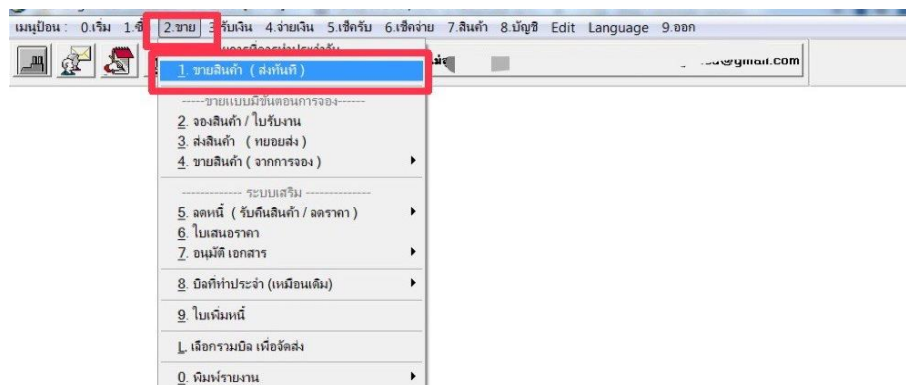 เมนูป้อน : 0.เริ่ม 2.ขาย 4.จ่ายเงิน 5.เช็ครับ 6.เช็คจ่าย 7.สินค้า 8.บัญชี Edit Language 9.ออก
1. ขายสินค้า ( ส่งทันที )
@gmail.com
-----ขายแบบมีขั้นตอนการจอง------
2. จองสินค้า / ใบรับงาน
3. ส่งสินค้า ( ทยอยส่ง )
4. ขายสินค้า ( จากการจอง )
-------------- ระบบเสริม --------------
5. ลดหนี้ ( รับคืนสินค้า / ลดราคา )
6. ใบเสนอราคา
7. อนุมัติ เอกสาร
8. บิลที่ทำประจำ (เหมือนเดิม)
9. ใบเพิ่มหนี้
L. เลือกรวมบิล เพื่อจัดส่ง
0. พิมพ์รายงาน